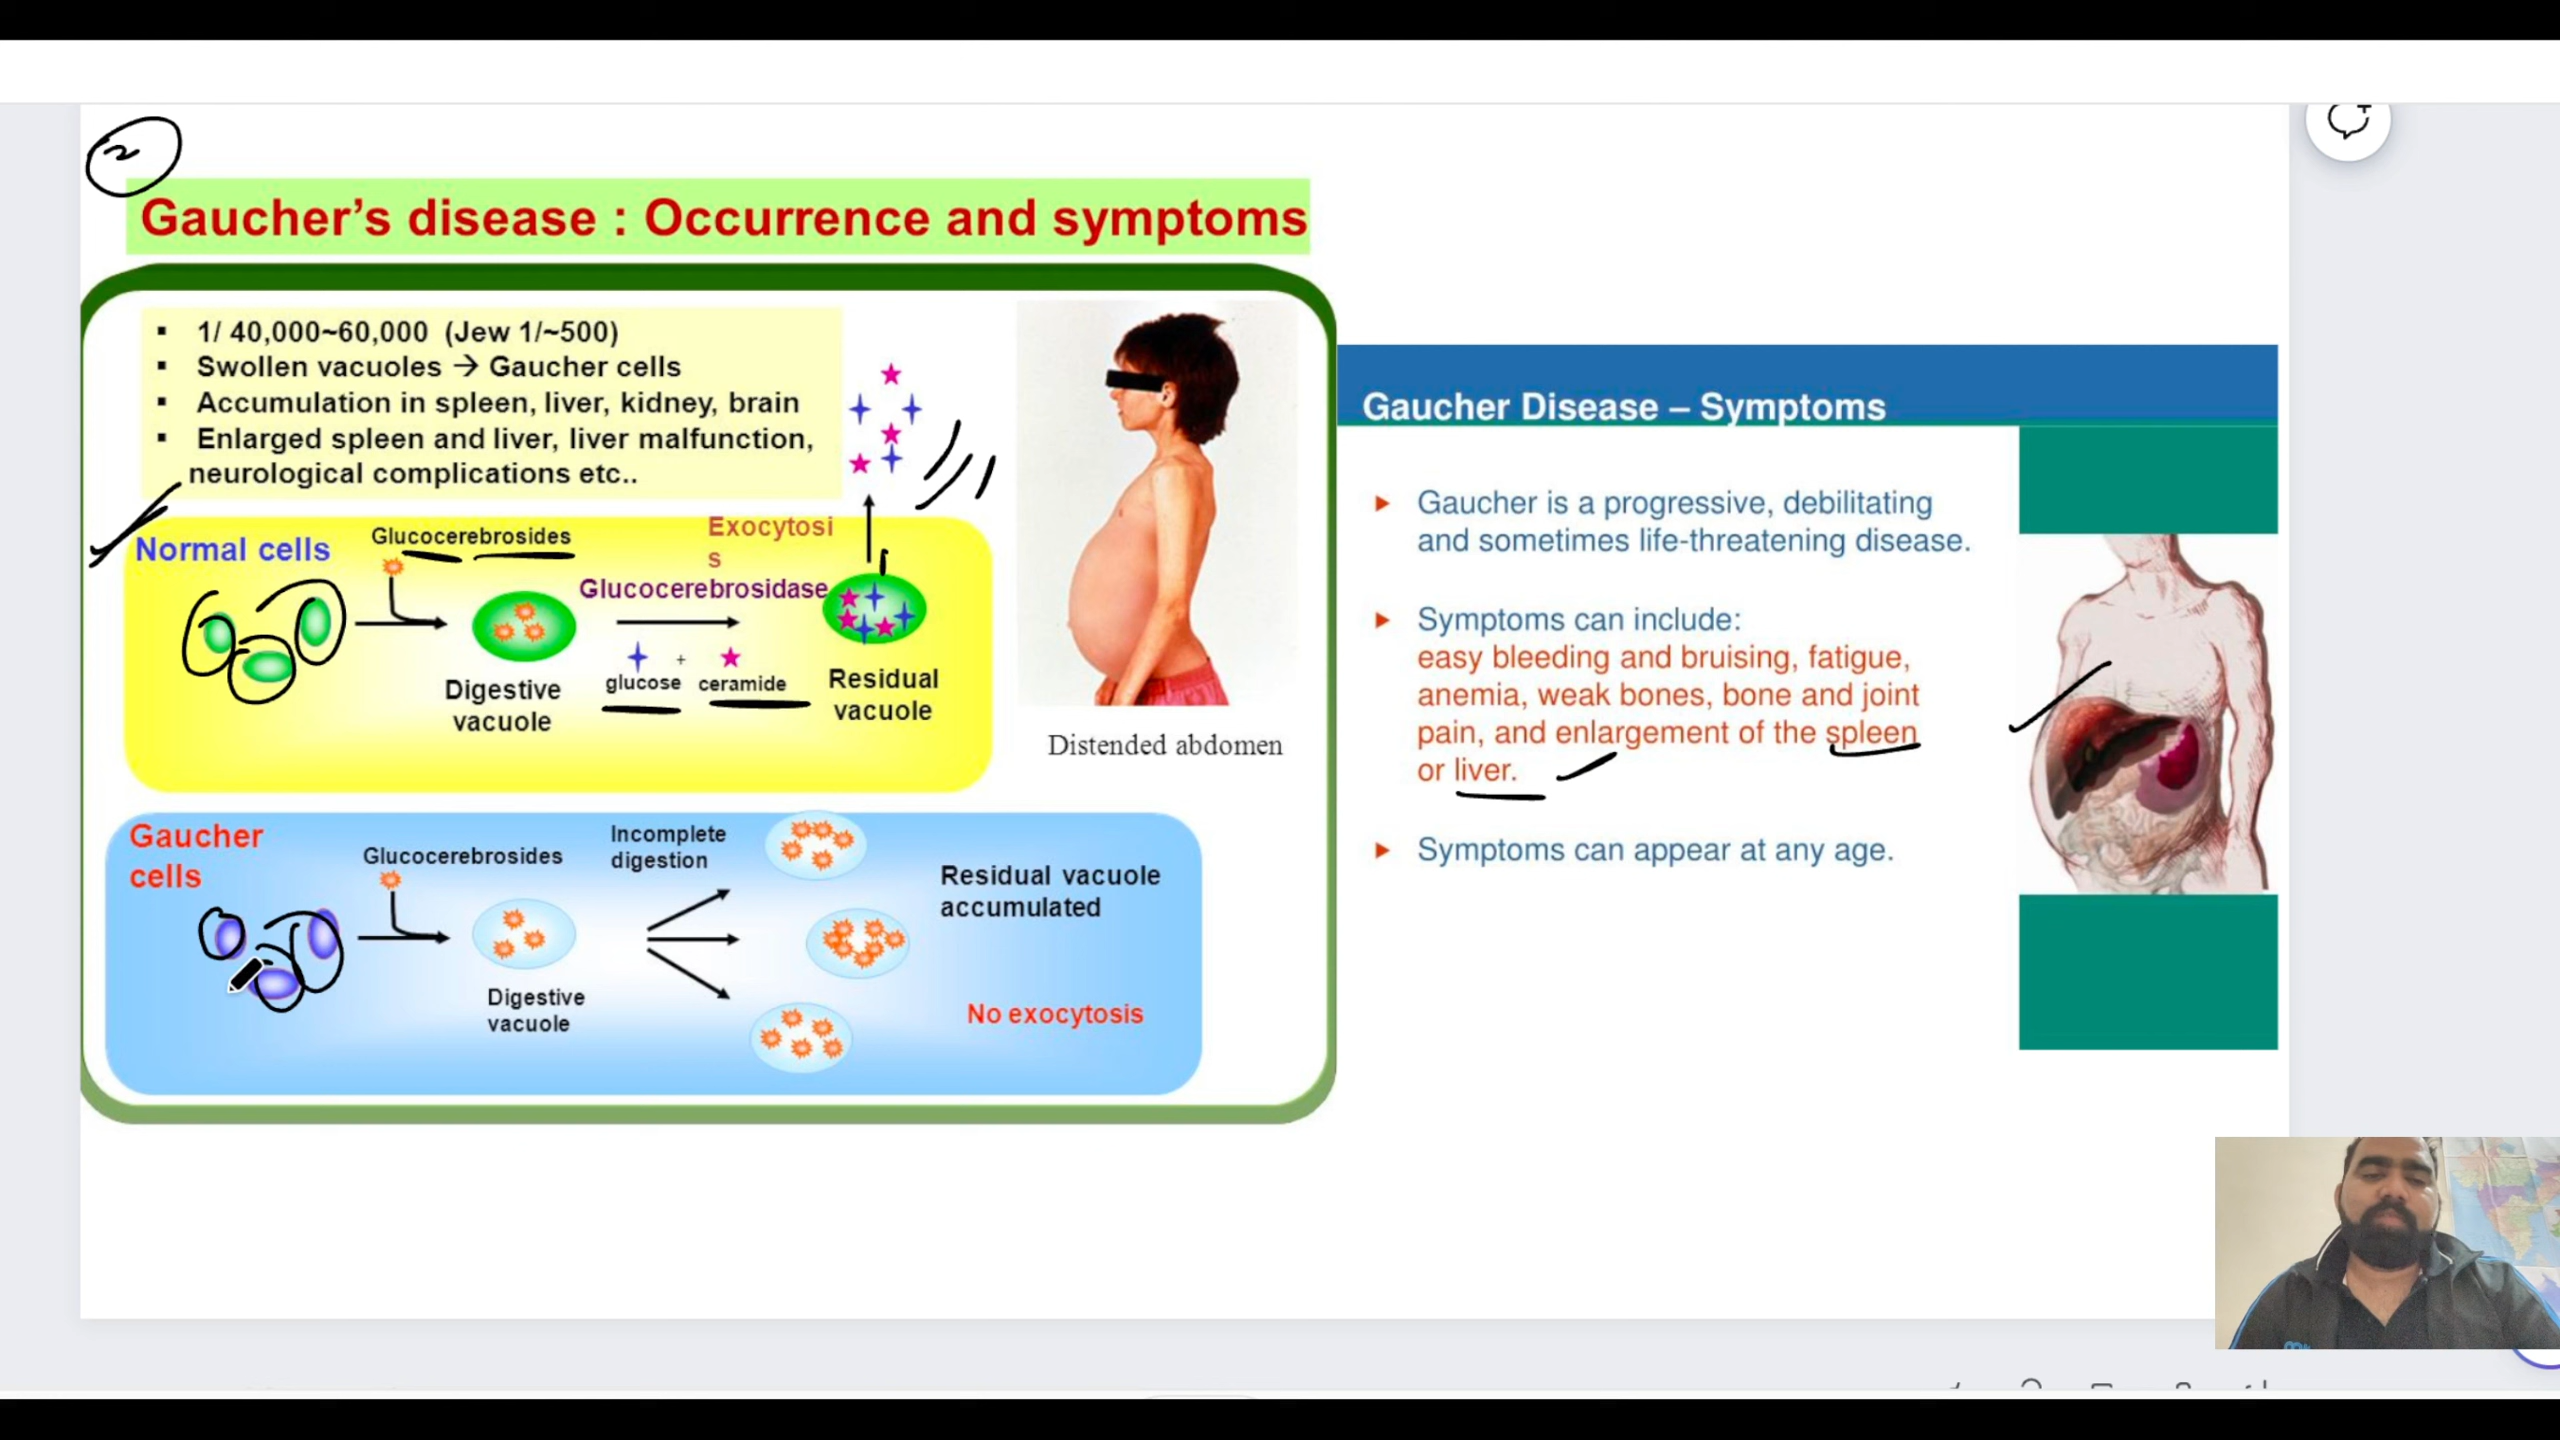 2
Gaucher’s disease : Occurrence and symptoms
▪ 1/ 40,000~60,000 (Jew 1/~500)
▪ Swollen vacuoles → Gaucher cells
▪ Accumulation in spleen, liver, kidney, brain
▪ Enlarged spleen and liver, liver malfunction,
neurological complications etc..
Normal cells
Glucocerebrosides
Exocytosi
s
Glucocerebrosidase
glucose + ceramide
Digestive
vacuole
Residual
vacuole
Distended abdomen
Gaucher
cells
Glucocerebrosides
Incomplete
digestion
Digestive
vacuole
Residual vacuole
accumulated
No exocytosis
Gaucher Disease – Symptoms
Gaucher is a progressive, debilitating
and sometimes life-threatening disease.
Symptoms can include:
easy bleeding and bruising, fatigue,
anemia, weak bones, bone and joint
pain, and enlargement of the spleen
or liver.
Symptoms can appear at any age.